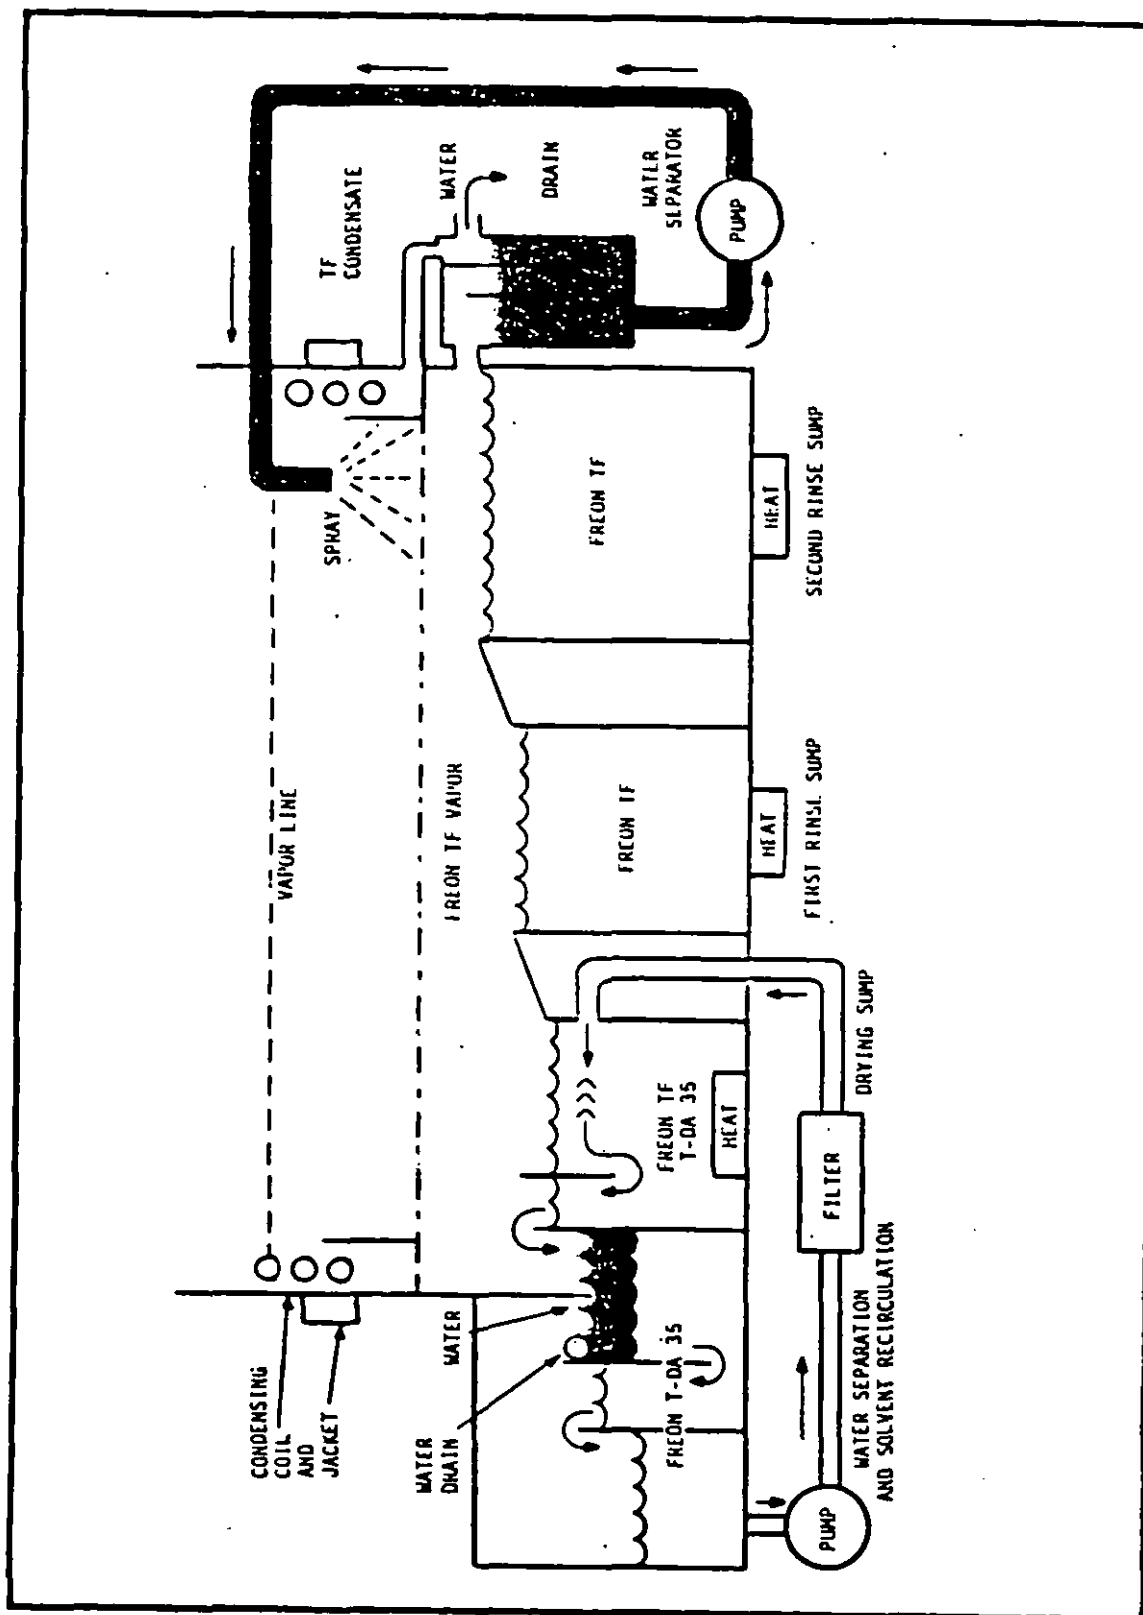 CONDENSING
COIL
AND
JACKET
VAPOR LINE
SPRAY
TF
CONDENSATE
WATER
DRAIN
WATER
FREON TF VAPOR
WATER
DRAIN
WATER
SEPARATOR
FREON T-DA 35
FREON TF
T-DA 35
HEAT
FREON TF
HEAT
FREON TF
HEAT
PUMP
PUMP
FILTER
DRYING SUMP
FIRST RINSE SUMP
SECOND RINSE SUMP
WATER SEPARATION
AND SOLVENT RECIRCULATION